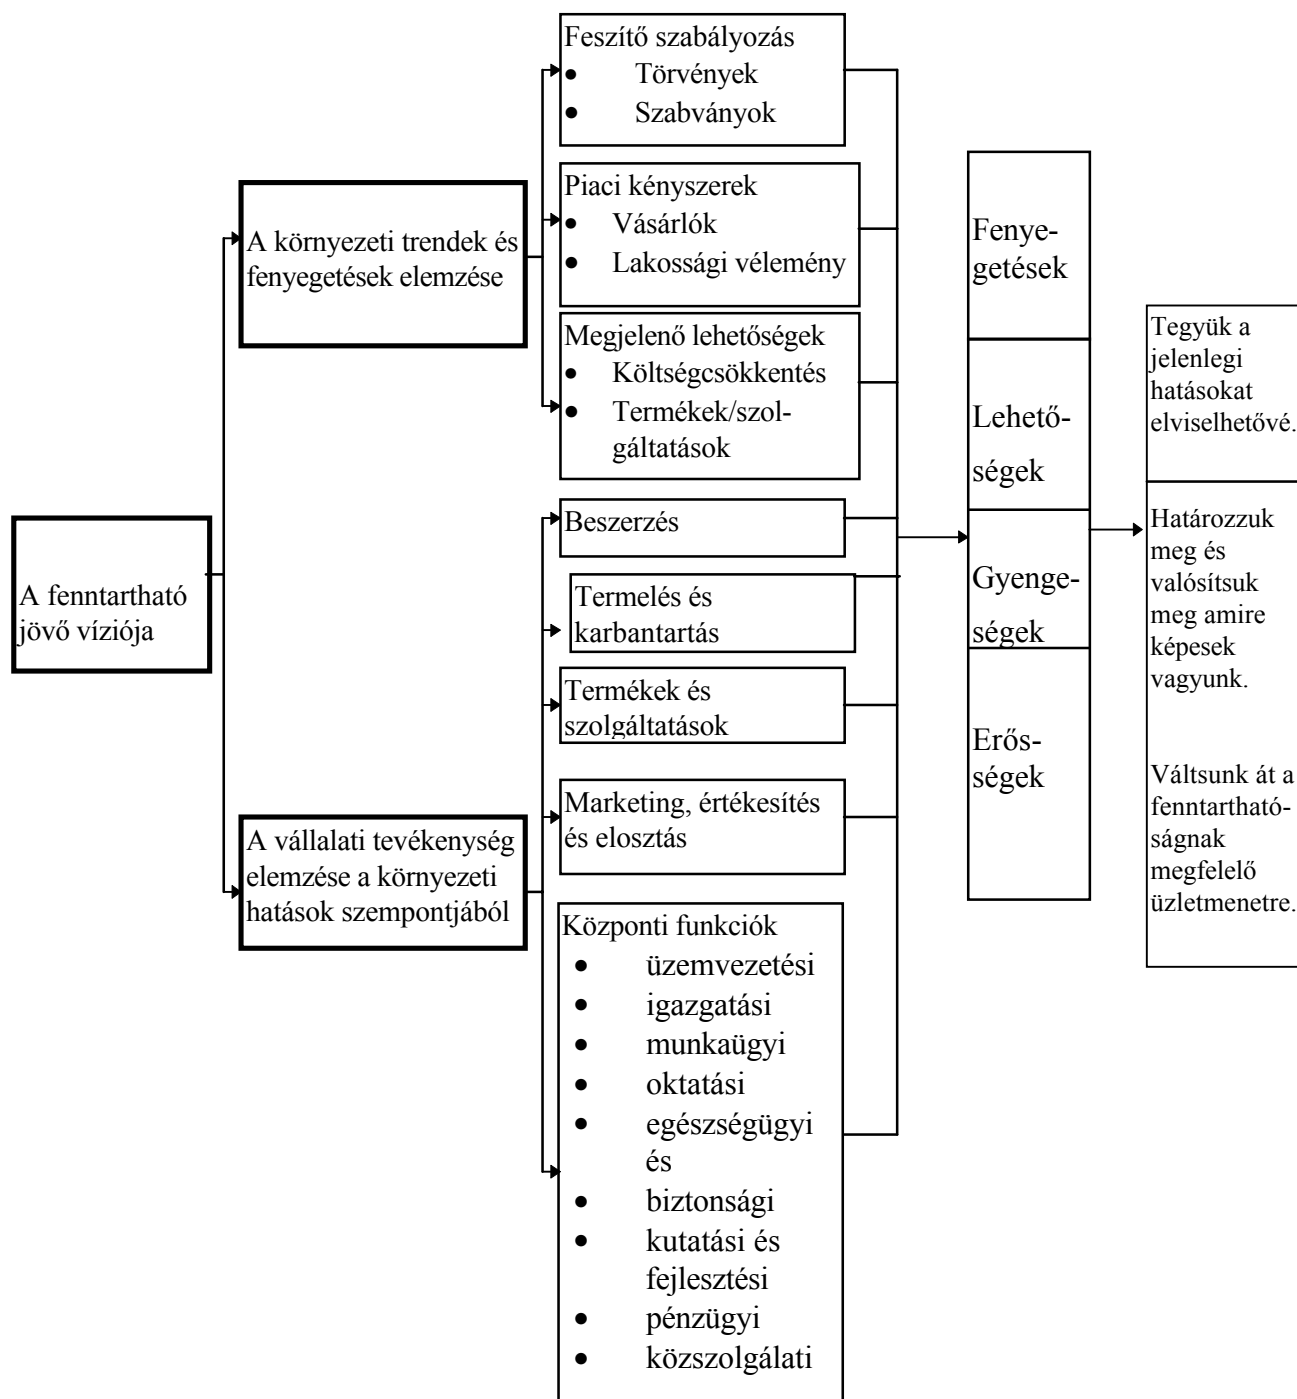 A fenntartható
jövő víziója
A környezeti trendek és
fenyegetések elemzése
A vállalati tevékenység
elemzése a környezeti
hatások szempontjából
Feszítő szabályozás
• Törvények
• Szabványok
Piaci kényszerek
• Vásárlók
• Lakossági vélemény
Megjelenő lehetőségek
• Költségcsökkentés
• Termékek/szol-
gáltatások
Beszerzés
Termelés és
karbantartás
Termékek és
szolgáltatások
Marketing, értékesítés
és elosztás
Központi funkciók
• üzemvezetési
• igazgatási
• munkaügyi
• oktatási
• egészségügyi
és
• biztonsági
• kutatási és
fejlesztési
• pénzügyi
• közszolgálati
Fenye-
getések
Lehető-
ségek
Gyenge-
ségek
Erős-
ségek
Tegyük a
jelenlegi
hatásokat
elviselhetővé.
Határozzuk
meg és
valósítsuk
meg amire
képesek
vagyunk.
Váltsunk át a
fenntartható-
ságnak
megfelelő
üzletmenetre.